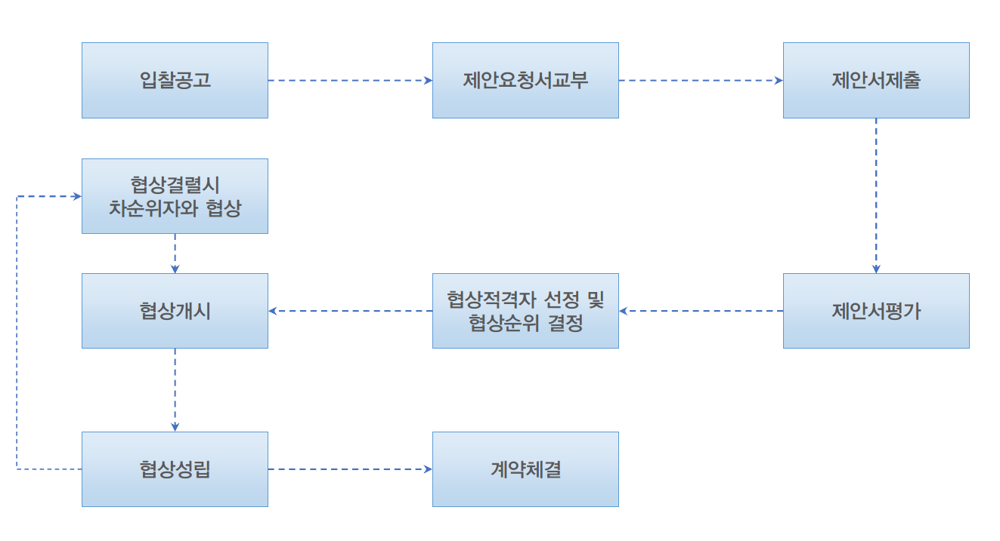 입찰공고
제안요청서교부
제안서제출
협상결렬시
차순위자와 협상
협상개시
협상적격자 선정 및
협상순위 결정
제안서평가
협상성립
계약체결